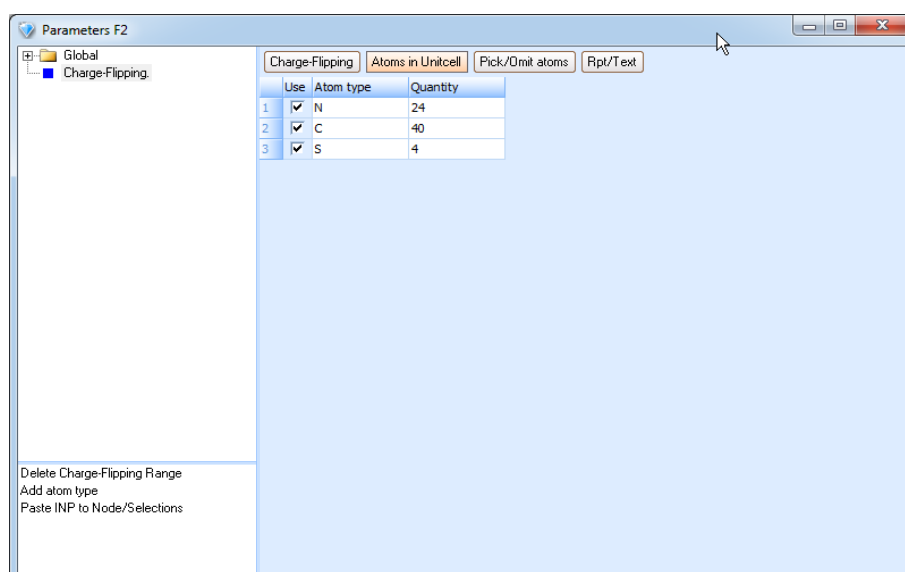 Parameters F2
Global
Charge-Flipping.
Charge-Flipping Atoms in Unitcell Pick/Omit atoms Rpt/Text
Use Atom type Quantity
1 N 24
2 C 40
3 S 4
Delete Charge-Flipping Range
Add atom type
Paste INP to Node/Selections